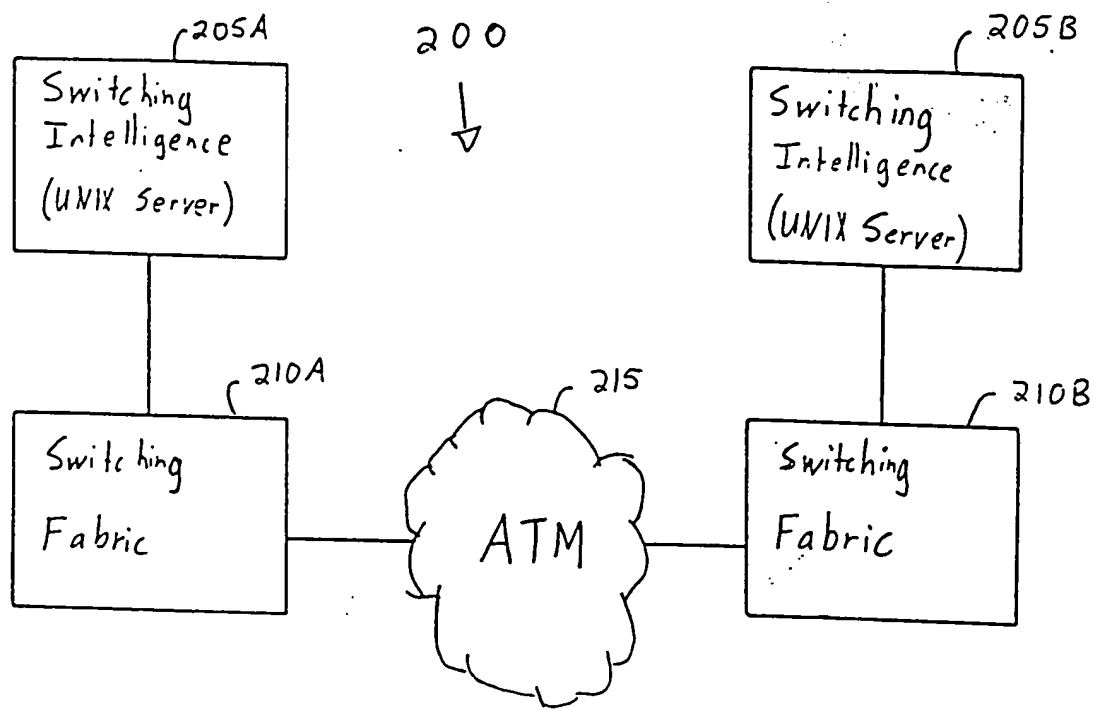 205A
200
205B
Switching
Intelligence
(UNIX Server)
Switching
Intelligence
(UNIX Server)
210A
215
210B
Switching
Fabric
ATM
Switching
Fabric